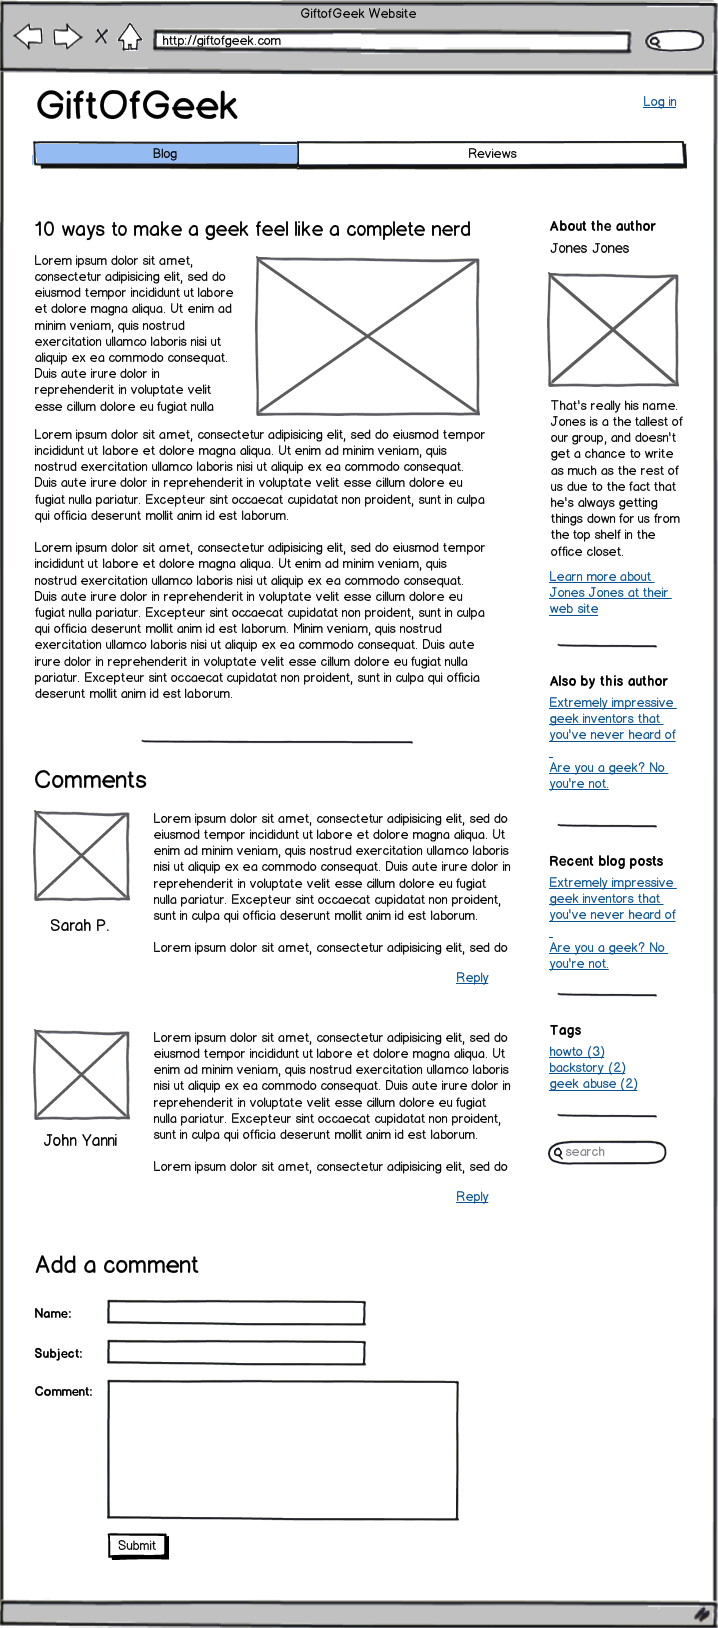 GiftofGeek Website
http://giftofgeek.com
GiftOfGeek
Log in
Blog
Reviews
10 ways to make a geek feel like a complete nerd
Lorem ipsum dolor sit amet,
consectetur adipisicing elit, sed do
eiusmod tempor incididunt ut labore
et dolore magna aliqua. Ut enim ad
minim veniam, quis nostrud
exercitation ullamco laboris nisi ut
aliquip ex ea commodo consequat.
Duis aute irure dolor in
reprehenderit in voluptate velit
esse cillum dolore eu fugiat nulla
Lorem ipsum dolor sit amet, consectetur adipisicing elit, sed do eiusmod tempor
incididunt ut labore et dolore magna aliqua. Ut enim ad minim veniam, quis
nostrud exercitation ullamco laboris nisi ut aliquip ex ea commodo consequat.
Duis aute irure dolor in reprehenderit in voluptate velit esse cillum dolore eu
fugiat nulla pariatur. Excepteur sint occaecat cupidatat non proident, sunt in culpa
qui officia deserunt mollit anim id est laborum.
Lorem ipsum dolor sit amet, consectetur adipisicing elit, sed do eiusmod tempor
incididunt ut labore et dolore magna aliqua. Ut enim ad minim veniam, quis
nostrud exercitation ullamco laboris nisi ut aliquip ex ea commodo consequat.
Duis aute irure dolor in reprehenderit in voluptate velit esse cillum dolore eu
fugiat nulla pariatur. Excepteur sint occaecat cupidatat non proident, sunt in culpa
qui officia deserunt mollit anim id est laborum. Minim veniam, quis nostrud
exercitation ullamco laboris nisi ut aliquip ex ea commodo consequat. Duis aute
irure dolor in reprehenderit in voluptate velit esse cillum dolore eu fugiat nulla
pariatur. Excepteur sint occaecat cupidatat non proident, sunt in culpa qui officia
deserunt mollit anim id est laborum.
Comments
Sarah P.
Lorem ipsum dolor sit amet, consectetur adipisicing elit, sed do
eiusmod tempor incididunt ut labore et dolore magna aliqua. Ut
enim ad minim veniam, quis nostrud exercitation ullamco laboris
nisi ut aliquip ex ea commodo consequat. Duis aute irure dolor in
reprehenderit in voluptate velit esse cillum dolore eu fugiat
nulla pariatur. Excepteur sint occaecat cupidatat non proident,
sunt in culpa qui officia deserunt mollit anim id est laborum.
Lorem ipsum dolor sit amet, consectetur adipisicing elit, sed do
Reply
John Yanni
Lorem ipsum dolor sit amet, consectetur adipisicing elit, sed do
eiusmod tempor incididunt ut labore et dolore magna aliqua. Ut
enim ad minim veniam, quis nostrud exercitation ullamco laboris
nisi ut aliquip ex ea commodo consequat. Duis aute irure dolor in
reprehenderit in voluptate velit esse cillum dolore eu fugiat
nulla pariatur. Excepteur sint occaecat cupidatat non proident,
sunt in culpa qui officia deserunt mollit anim id est laborum.
Lorem ipsum dolor sit amet, consectetur adipisicing elit, sed do
Reply
Add a comment
Name:
Subject:
Comment:
Submit
About the author
Jones Jones
That's really his name.
Jones is a the tallest of
our group, and doesn't
get a chance to write
as much as the rest of
us due to the fact that
he's always getting
things down for us from
the top shelf in the
office closet.
Learn more about
Jones Jones at their
web site
Also by this author
Extremely impressive
geek inventors that
you've never heard of
Are you a geek? No
you're not.
Recent blog posts
Extremely impressive
geek inventors that
you've never heard of
Are you a geek? No
you're not.
Tags
howto (3)
backstory (2)
geek abuse (2)
search